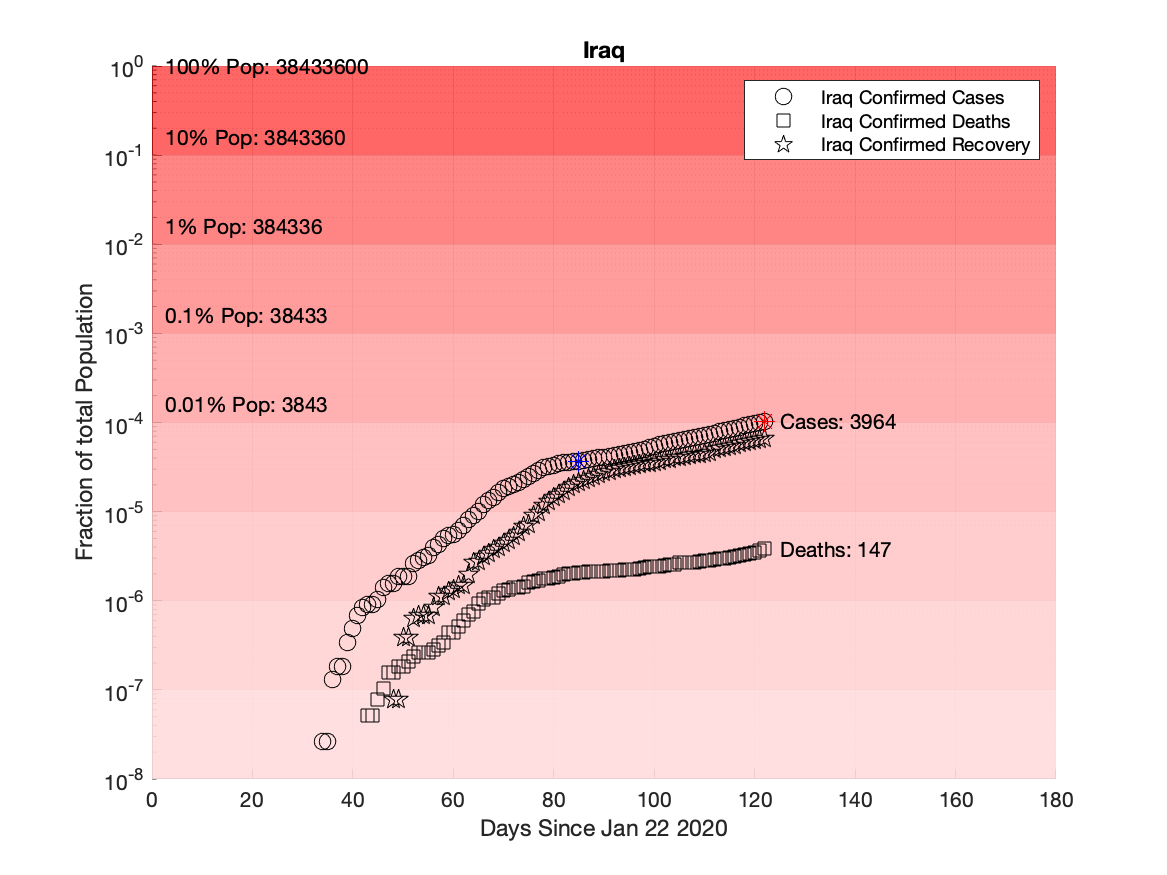 Iraq
10^0
100% Pop: 38433600
Iraq Confirmed Cases
Iraq Confirmed Deaths
Iraq Confirmed Recovery
10% Pop: 3843360
10^-1
1% Pop: 384336
10^-2
0.1% Pop: 38433
10^-3
0.01% Pop: 3843
10^-4
Cases: 3964
10^-5
Deaths: 147
10^-6
10^-7
10^-8
Fraction of total Population
0 20 40 60 80 100 120 140 160 180
Days Since Jan 22 2020